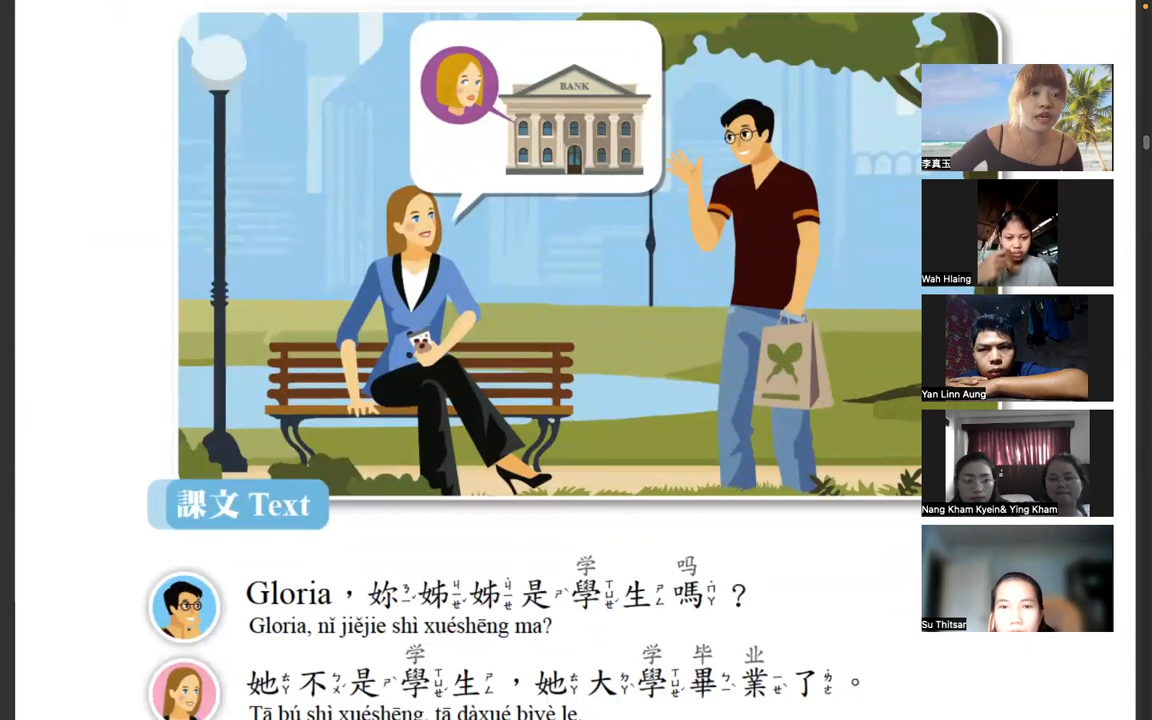 BANK
李真玉
Wah Hlaing
Yan Linn Aung
Nang Kham Kyein& Ying Kham
Su Thitsar
課文 Text
学 吗
Gloria，妳ㄋㄧˇ姊ㄐㄧㄝˇ姊˙ㄐㄧㄝ是ㄕˋ學ㄒㄩㄝˊ生ㄕㄥ嗎˙ㄇㄚ？
Gloria, nǐ jiějie shì xuéshēng ma?
学 学 毕 业
她ㄊㄚ不ㄅㄨˊ是ㄕˋ學ㄒㄩㄝˊ生ㄕㄥ，她ㄊㄚ大ㄉㄚˋ學ㄒㄩㄝˊ畢ㄅㄧˋ業ㄧㄝˋ了˙ㄌㄜ。
Tā bú shì xuéshēng, tā dàxué bìyè le.